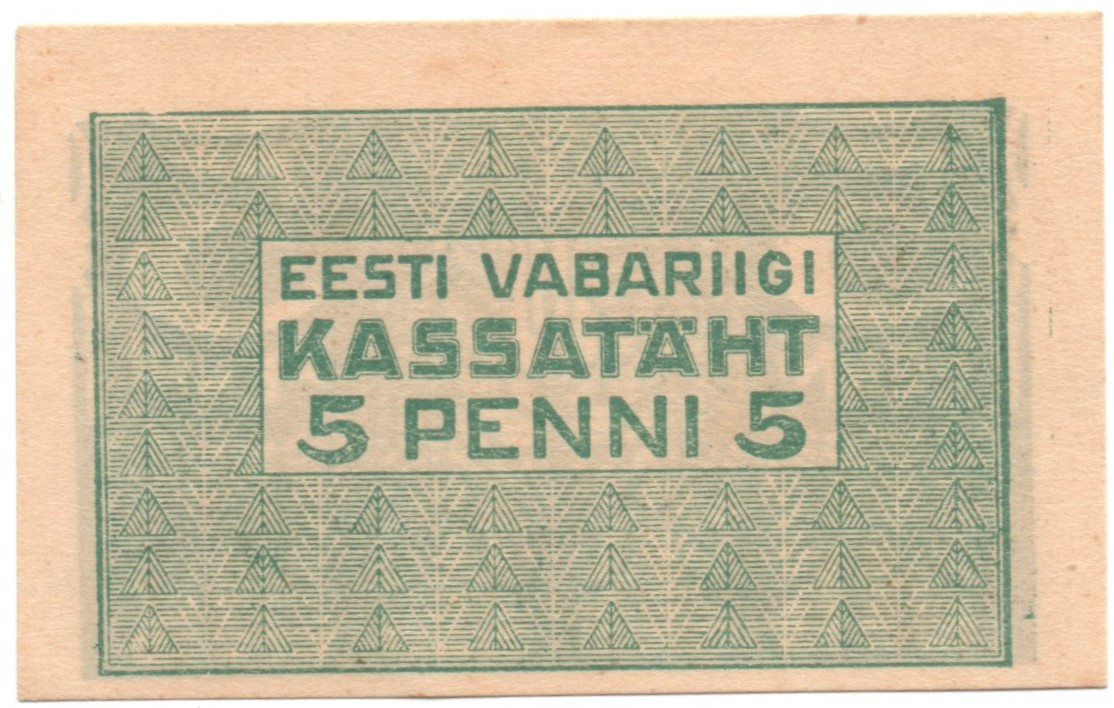 EESTI VABARIIGI
KASSATÄHT
5 PENNI 5